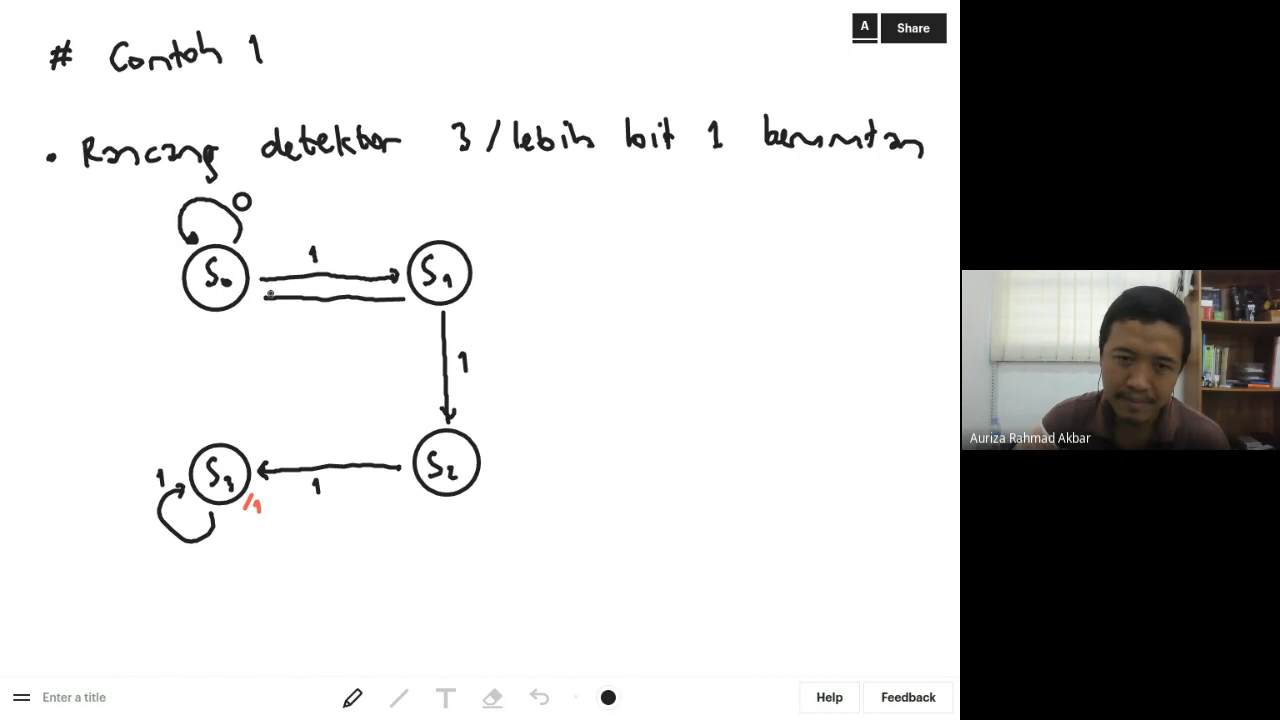 # Contoh 1
A Share
• Rancang detektor 3 / lebih bit 1 berurutan
0
S0 1 S1
1
1 S3 /1 1 S2
Auriza Rahmad Akbar
Enter a title T Help Feedback